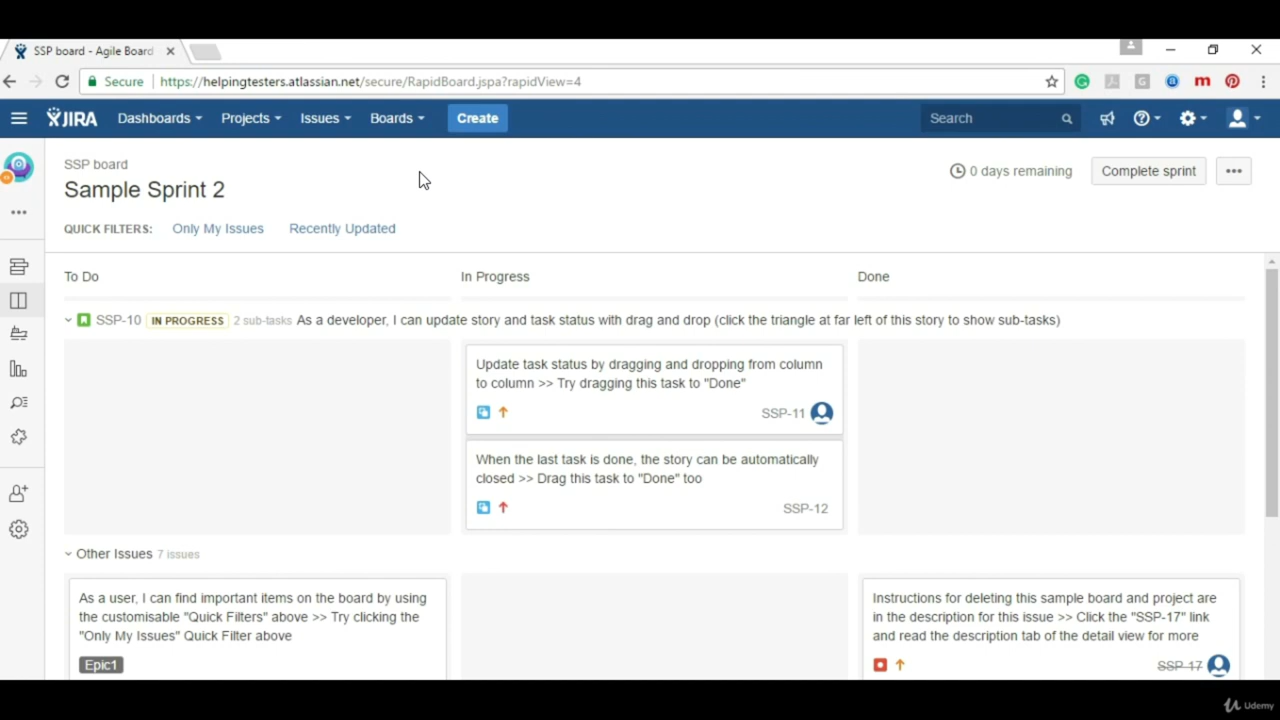 SSP board - Agile Board
Secure https://helpingtesters.atlassian.net/secure/RapidBoard.jspa?rapidView=4
JIRA Dashboards Projects Issues Boards Create Search
SSP board
Sample Sprint 2
0 days remaining Complete sprint
QUICK FILTERS: Only My Issues Recently Updated
To Do In Progress Done
SSP-10 IN PROGRESS 2 sub-tasks As a developer, I can update story and task status with drag and drop (click the triangle at far left of this story to show sub-tasks)
Update task status by dragging and dropping from column
to column >> Try dragging this task to "Done"
SSP-11
When the last task is done, the story can be automatically
closed >> Drag this task to "Done" too
SSP-12
Other Issues 7 issues
As a user, I can find important items on the board by using
the customisable "Quick Filters" above >> Try clicking the
"Only My Issues" Quick Filter above
Epic1
Instructions for deleting this sample board and project are
in the description for this issue >> Click the "SSP-17" link
and read the description tab of the detail view for more
SSP-17
Udemy